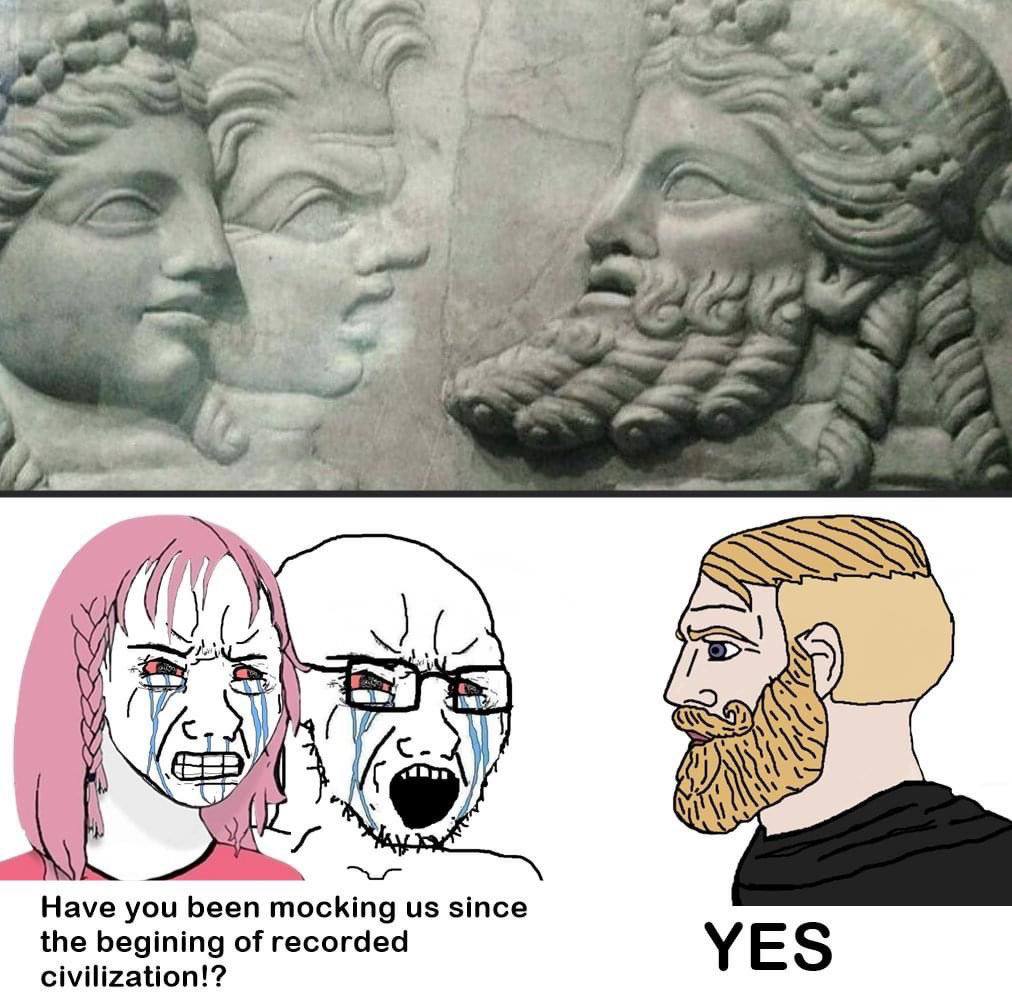 Have you been mocking us since
the begining of recorded
civilization!?
YES